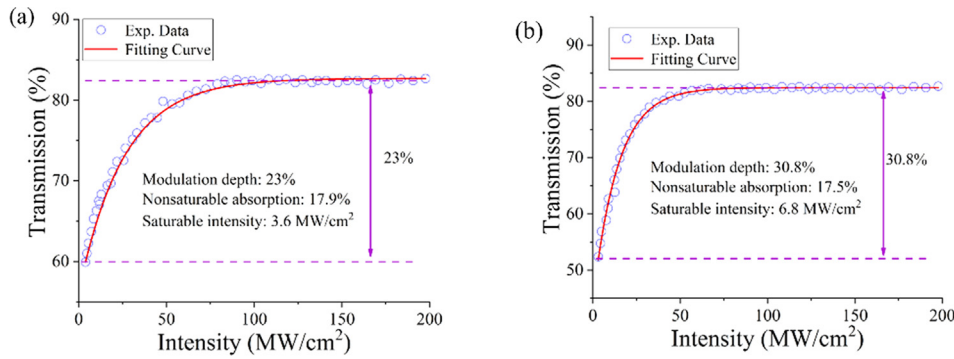 (a)
90
Exp. Data
Fitting Curve
80
70
60
Transmission (%)
23%
Modulation depth: 23%
Nonsaturable absorption: 17.9%
Saturable intensity: 3.6 MW/cm²
0 50 100 150 200
Intensity (MW/cm²)
(b)
90
Exp. Data
Fitting Curve
80
70
60
50
Transmission (%)
30.8%
Modulation depth: 30.8%
Nonsaturable absorption: 17.5%
Saturable intensity: 6.8 MW/cm²
0 50 100 150 200
Intensity (MW/cm²)